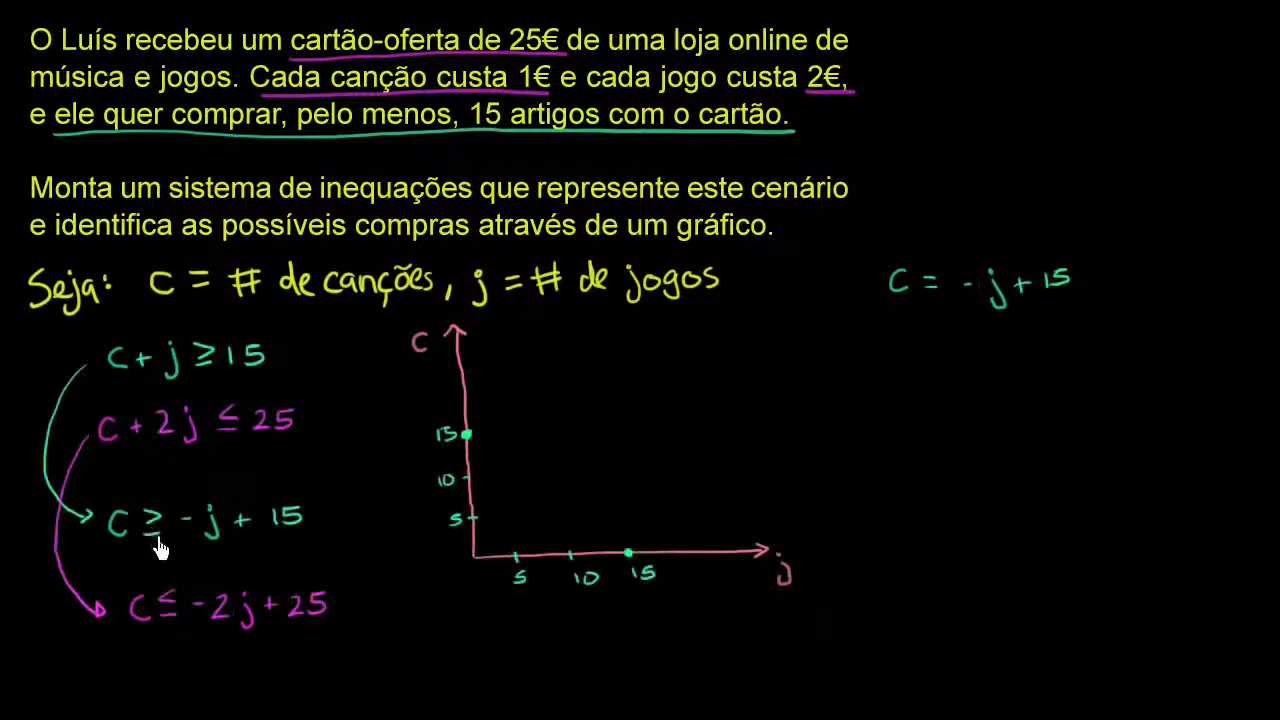 O Luís recebeu um cartão-oferta de 25€ de uma loja online de
música e jogos. Cada canção custa 1€ e cada jogo custa 2€,
e ele quer comprar, pelo menos, 15 artigos com o cartão.
Monta um sistema de inequações que represente este cenário
e identifica as possíveis compras através de um gráfico.
Seja: c = # de canções, j = # de jogos
c = -j + 15
c + j ≥ 15
c + 2j ≤ 25
c ≥ -j + 15
c ≤ -2j + 25
c
15
10
5
5 10 15
j